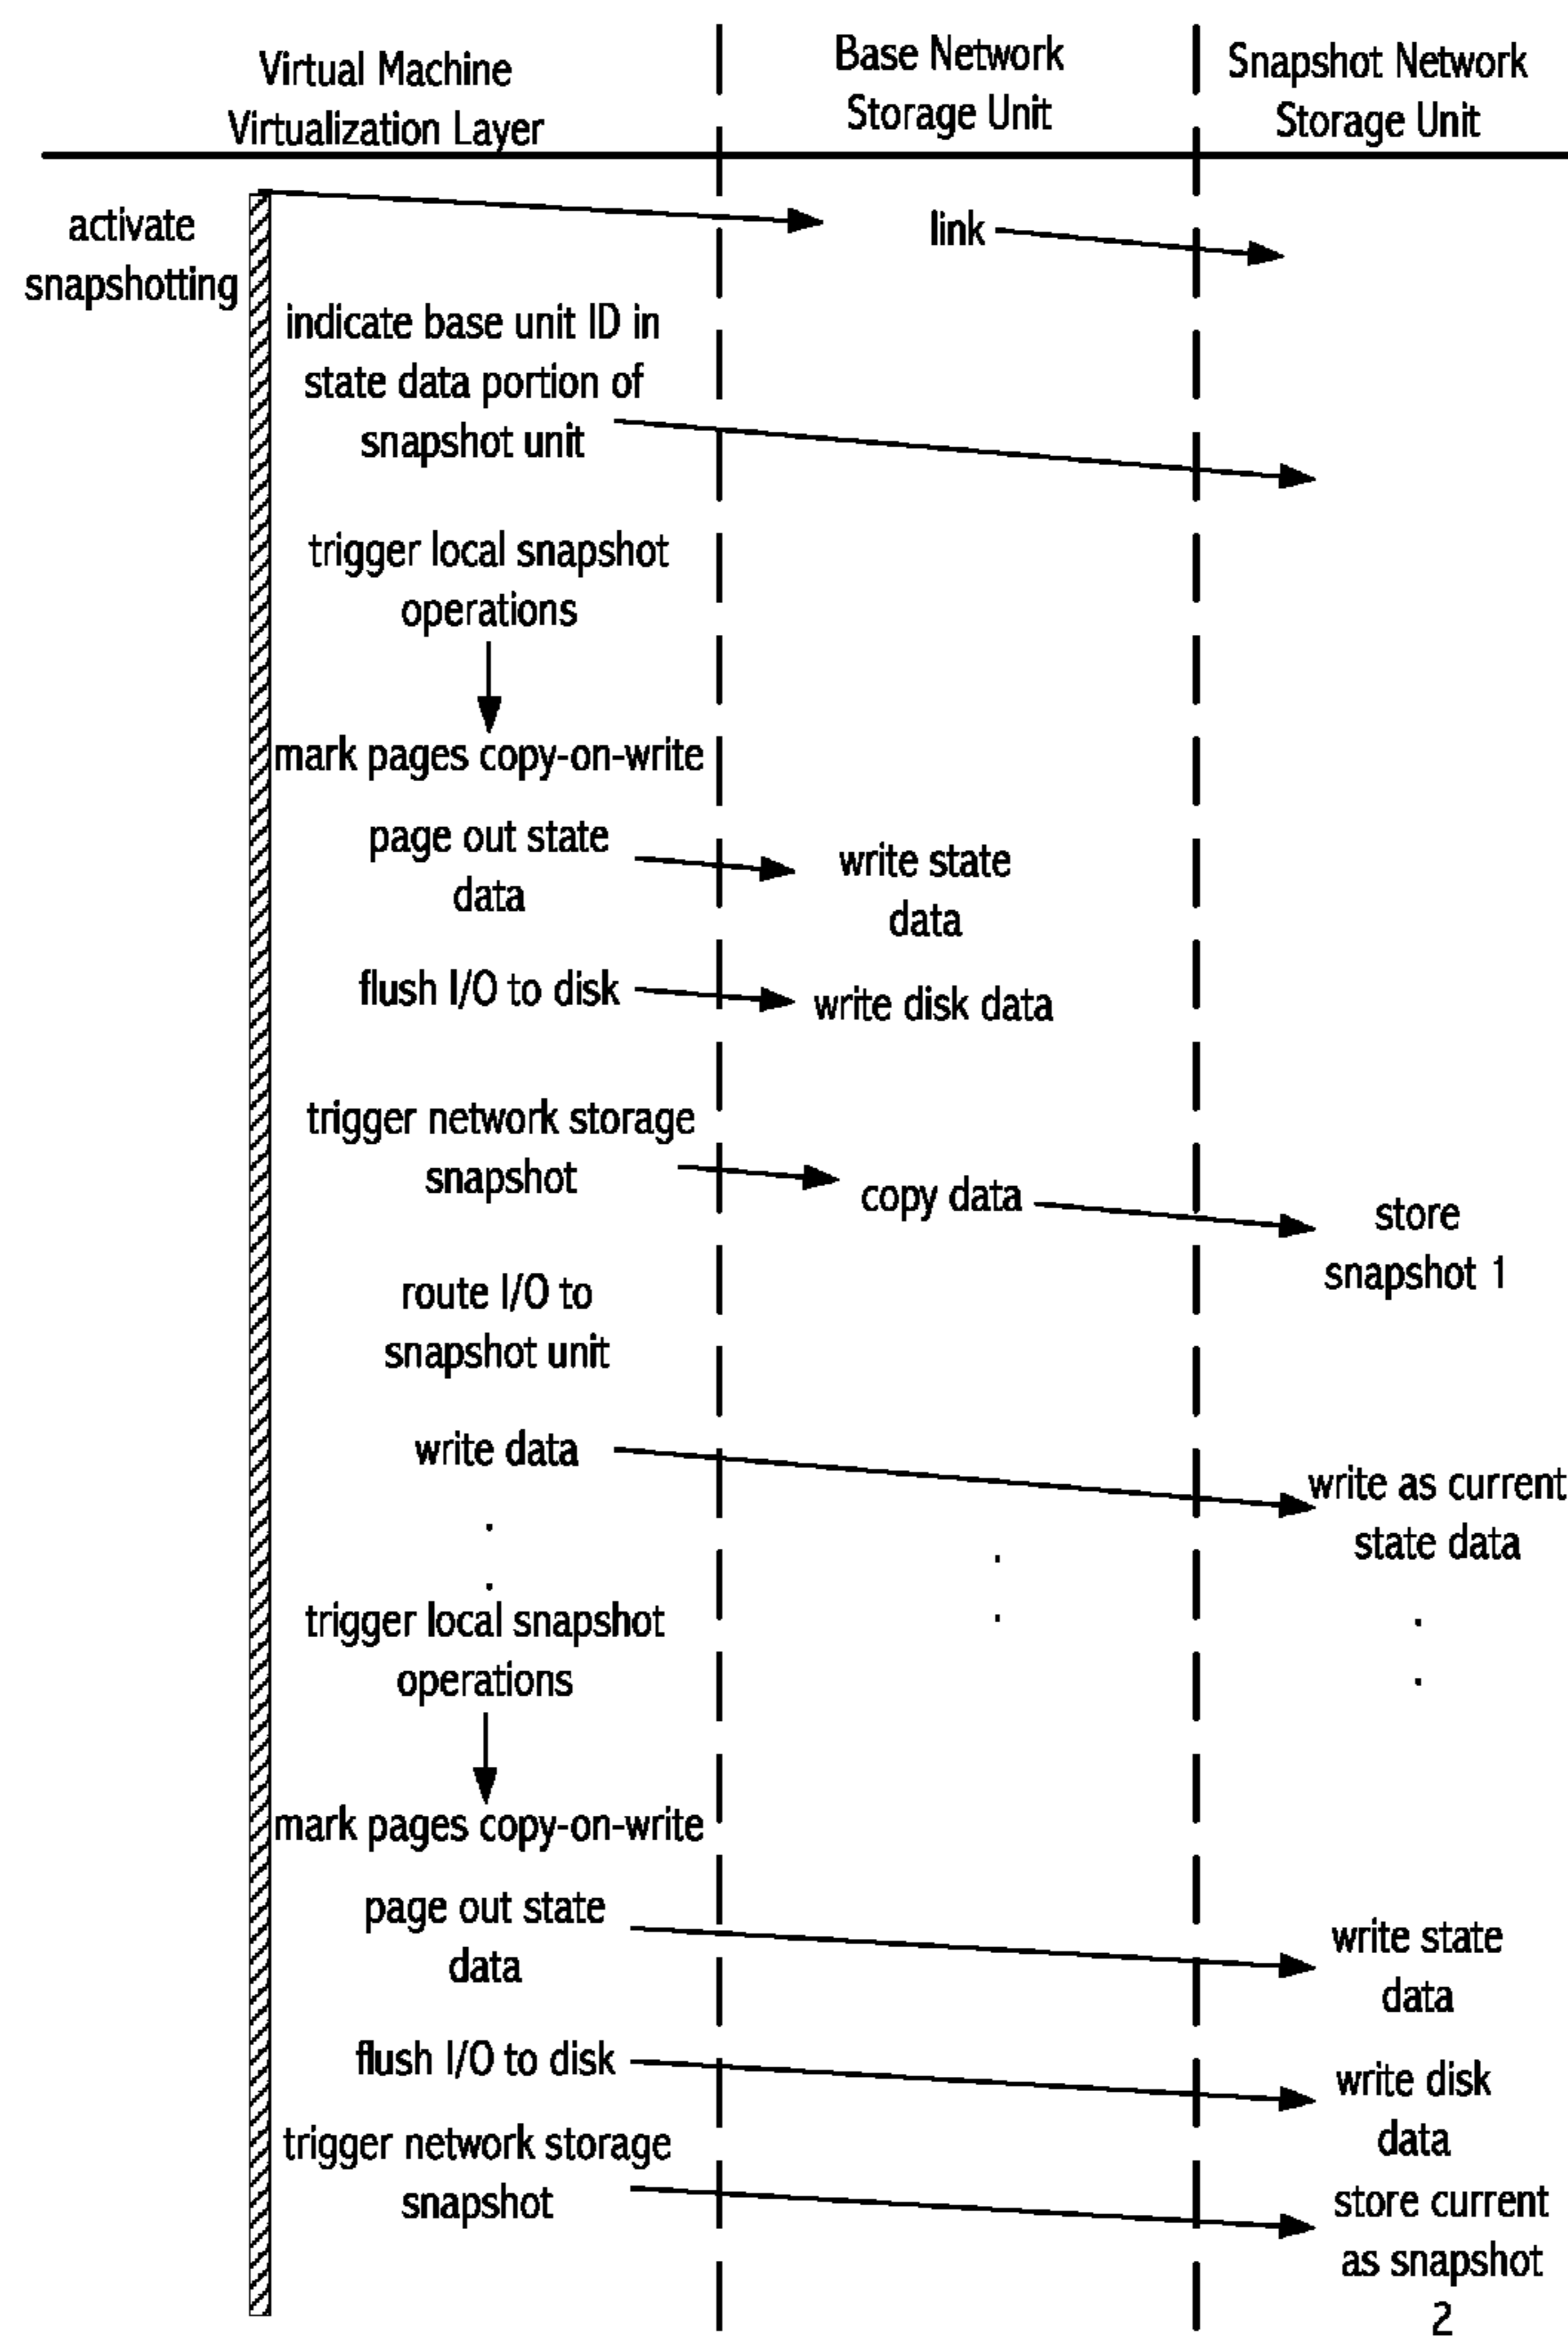 Virtual Machine
Virtualization Layer
Base Network
Storage Unit
Snapshot Network
Storage Unit
activate
snapshotting
link
indicate base unit ID in
state data portion of
snapshot unit
trigger local snapshot
operations
mark pages copy-on-write
page out state
data
write state
data
flush I/O to disk
write disk data
trigger network storage
snapshot
copy data
store
snapshot 1
route I/O to
snapshot unit
write data
write as current
state data
trigger local snapshot
operations
mark pages copy-on-write
page out state
data
write state
data
flush I/O to disk
write disk
data
trigger network storage
snapshot
store current
as snapshot
2